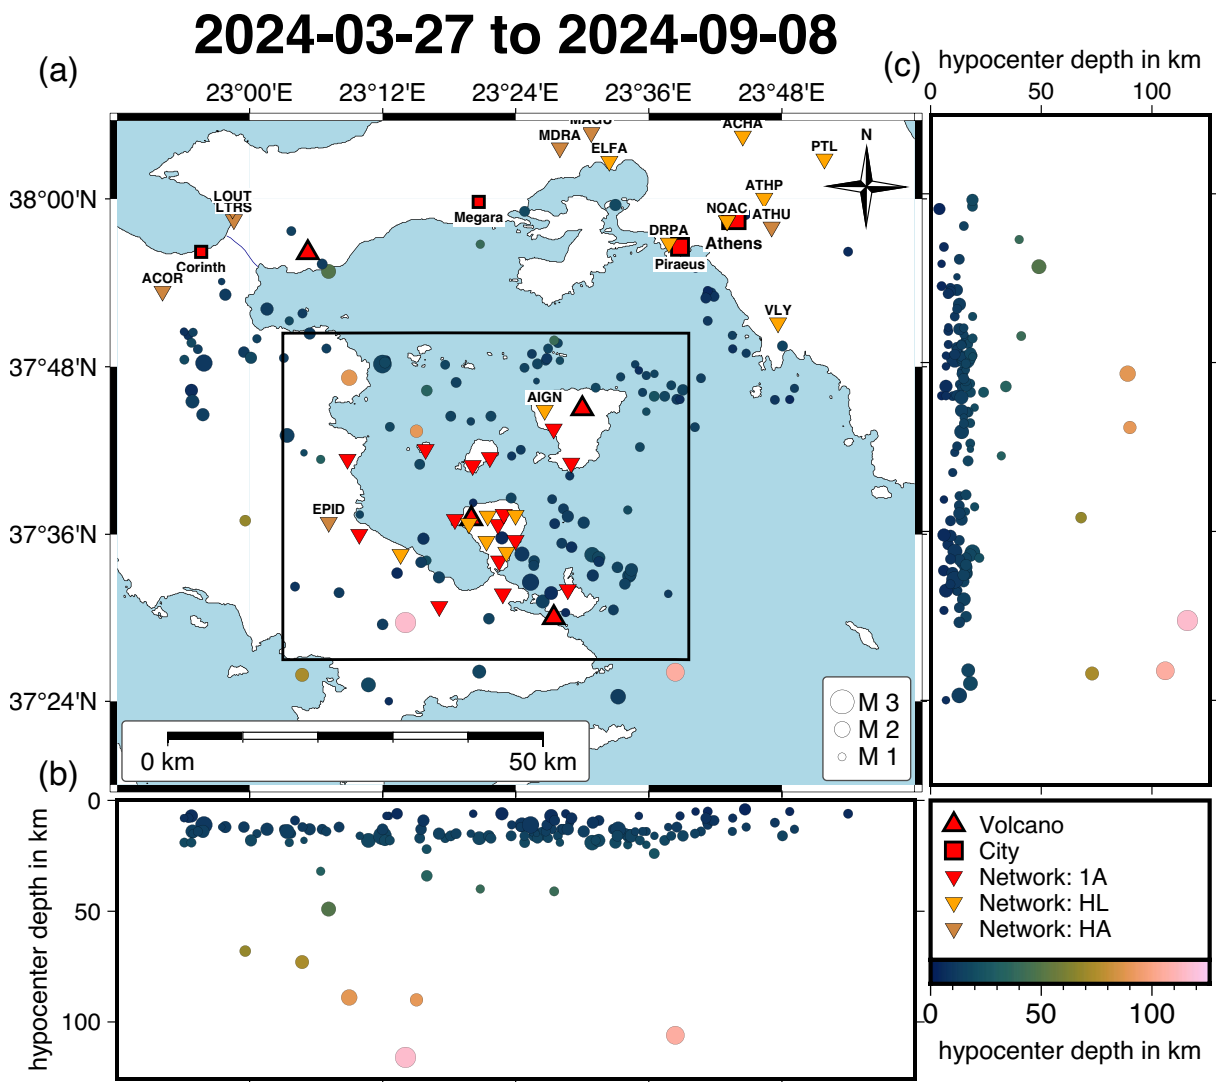 2024-03-27 to 2024-09-08
(a)
(c)
hypocenter depth in km
0 50 100
23°00'E 23°12'E 23°24'E 23°36'E 23°48'E
MAGU
ACHA
MDRA
ELFA
PTL
N
38°00'N
LOUT
LTRS
ATHP
Megara
NOAC
ATHU
DRPA
Athens
Corinth
Piraeus
ACOR
VLY
37°48'N
AIGN
EPID
37°36'N
37°24'N
M 3
M 2
M 1
0 km 50 km
(b)
hypocenter depth in km
0
50
100
Volcano
City
Network: 1A
Network: HL
Network: HA
0 50 100
hypocenter depth in km